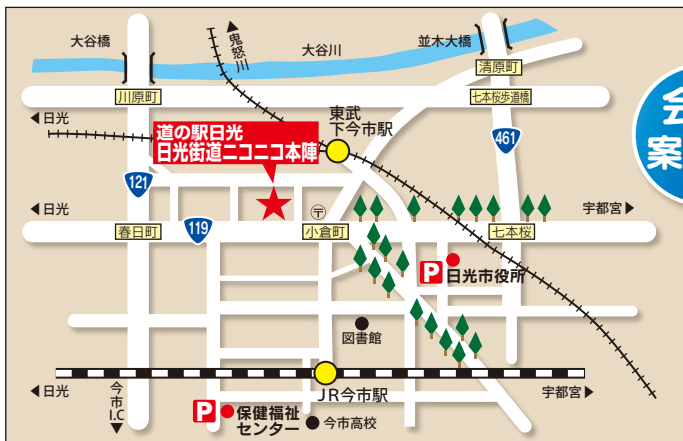 大谷橋
▲鬼怒川
大谷川
並木大橋
清原町
川原町
七本桜歩道橋
◀日光
東武
下今市駅
道の駅日光
日光街道ニコニコ本陣
461
121
会
案
◀日光
〒
宇都宮▶
春日町
119
小倉町
七本桜
P
日光市役所
図書館
◀日光
今市I.C▼
JR今市駅
宇都宮▶
P
保健福祉
センター
今市高校